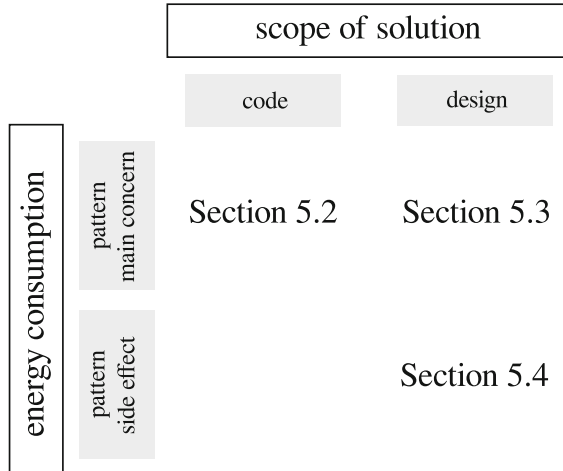 scope of solution
code
design
energy consumption
pattern
main concern
Section 5.2
Section 5.3
pattern
side effect
Section 5.4